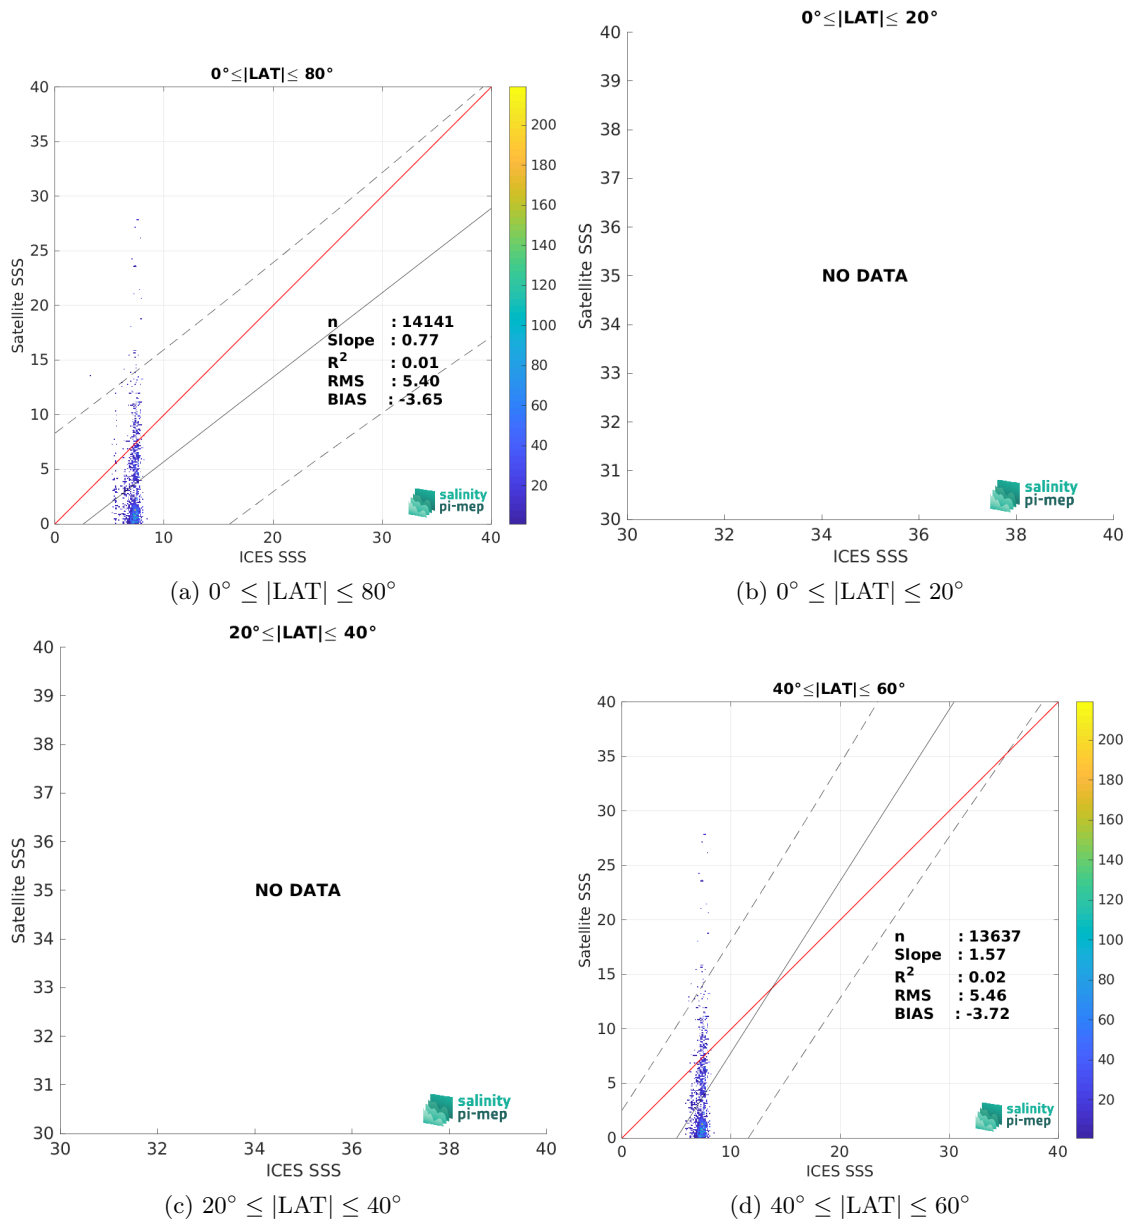 0°≤|LAT|≤ 80°
40
35
30
25
20
15
10
5
0
Satellite SSS
0
10
20
30
40
ICES SSS
n : 14141
Slope : 0.77
R² : 0.01
RMS : 5.40
BIAS : -3.65
salinity
pi-mep
200
180
160
140
120
100
80
60
40
20
(a) 0° ≤ |LAT| ≤ 80°
0°≤|LAT|≤ 20°
40
39
38
37
36
35
34
33
32
31
30
Satellite SSS
NO DATA
salinity
pi-mep
30
32
34
36
38
40
ICES SSS
(b) 0° ≤ |LAT| ≤ 20°
20°≤|LAT|≤ 40°
40
39
38
37
36
35
34
33
32
31
30
Satellite SSS
NO DATA
salinity
pi-mep
30
32
34
36
38
40
ICES SSS
(c) 20° ≤ |LAT| ≤ 40°
40°≤|LAT|≤ 60°
40
35
30
25
20
15
10
5
0
Satellite SSS
0
10
20
30
40
ICES SSS
n : 13637
Slope : 1.57
R² : 0.02
RMS : 5.46
BIAS : -3.72
salinity
pi-mep
200
180
160
140
120
100
80
60
40
20
(d) 40° ≤ |LAT| ≤ 60°